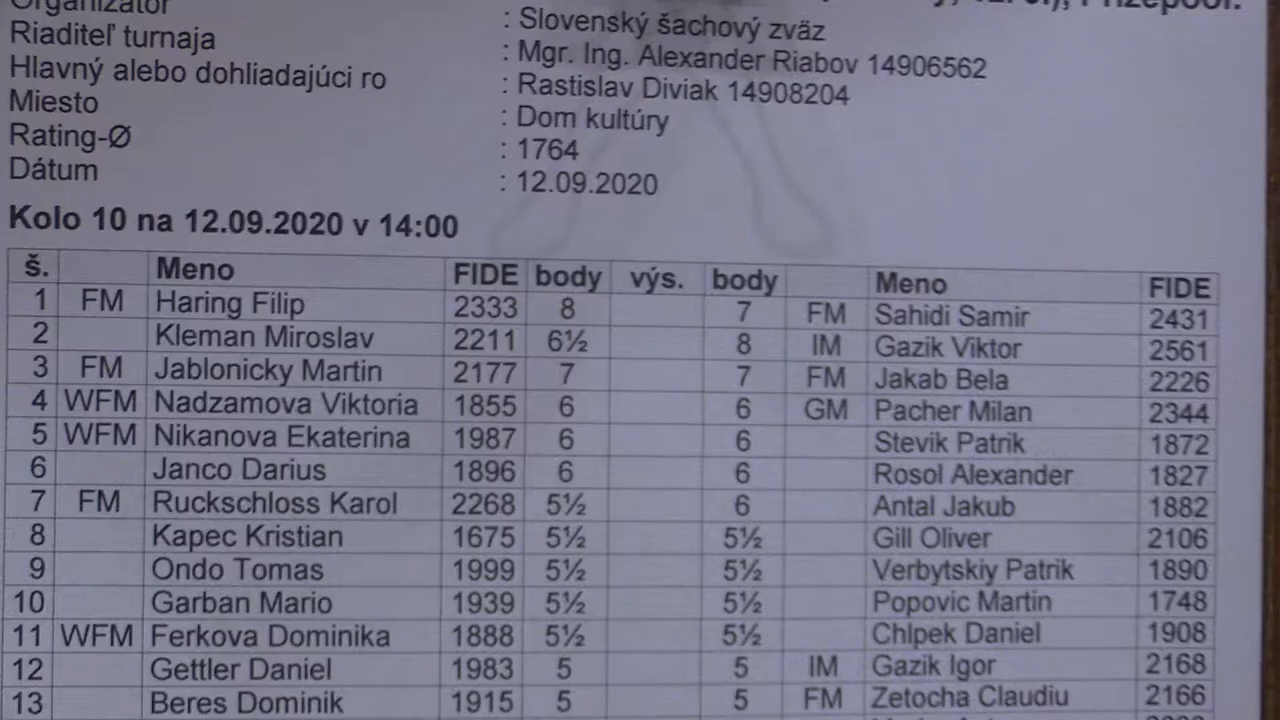 Organizátor
Riaditeľ turnaja : Slovenský šachový zväz
Hlavný alebo dohliadajúci ro : Mgr. Ing. Alexander Riabov 14906562
Miesto : Rastislav Diviak 14908204
Rating-Ø : Dom kultúry
Dátum : 1764
: 12.09.2020
Kolo 10 na 12.09.2020 v 14:00
š. Meno FIDE body výs. body Meno FIDE
1 FM Haring Filip 2333 8 7 FM Sahidi Samir 2431
2 Kleman Miroslav 2211 6½ 8 IM Gazik Viktor 2561
3 FM Jablonicky Martin 2177 7 7 FM Jakab Bela 2226
4 WFM Nadzamova Viktoria 1855 6 6 GM Pacher Milan 2344
5 WFM Nikanova Ekaterina 1987 6 6 Stevik Patrik 1872
6 Janco Darius 1896 6 6 Rosol Alexander 1827
7 FM Ruckschloss Karol 2268 5½ 6 Antal Jakub 1882
8 Kapec Kristian 1675 5½ 5½ Gill Oliver 2106
9 Ondo Tomas 1999 5½ 5½ Verbytskiy Patrik 1890
10 Garban Mario 1939 5½ 5½ Popovic Martin 1748
11 WFM Ferkova Dominika 1888 5½ 5½ Chlpek Daniel 1908
12 Gettler Daniel 1983 5 5 IM Gazik Igor 2168
13 Beres Dominik 1915 5 5 FM Zetocha Claudiu 2166